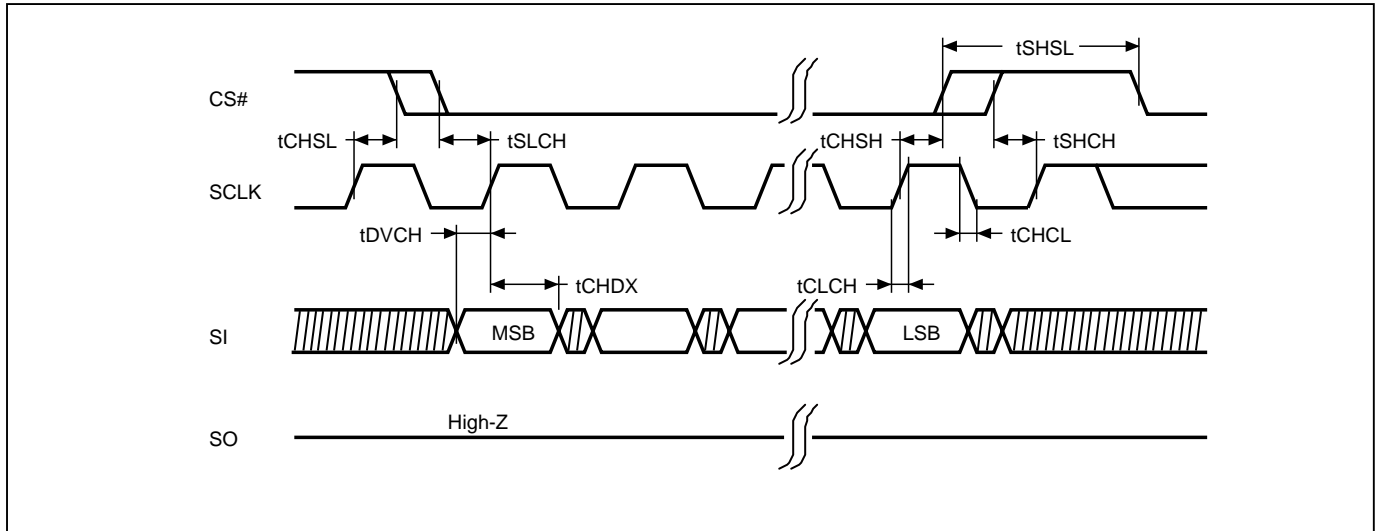 tSHSL
CS#
tCHSL
tSLCH
tCHSH
tSHCH
SCLK
tDVCH
tCHCL
tCHDX
tCLCH
SI
MSB
LSB
High-Z
SO